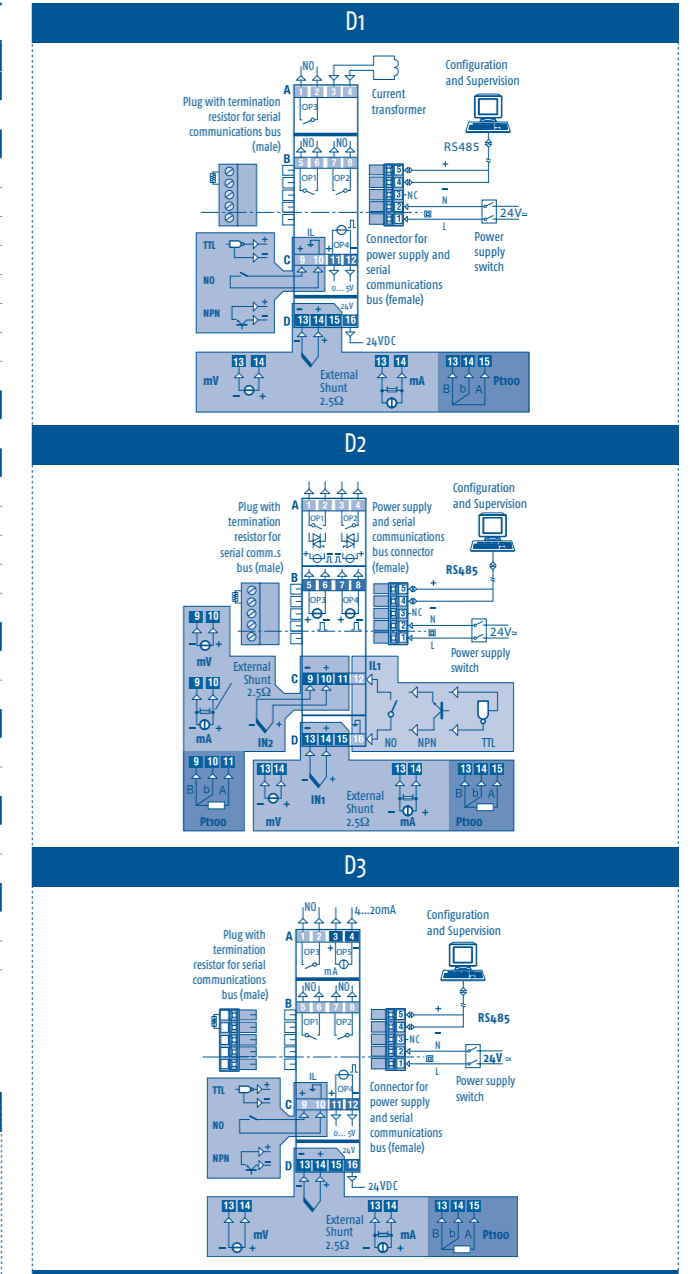 D1
NO
A
1 2 3 4
OP3
Current
transformer
Configuration
and Supervision
Plug with termination
resistor for serial
communications bus
(male)
RS485
NO NO
B
5 6 7 8
OP1 OP2
5
4
3
2
1
+
–
NC
N
L
24V≃
Power
supply
switch
Connector for
power supply and
serial
communications
bus (female)
IL
+ – + –
OP4
C
9 10 11 12
0... 5V
TTL
+
–
NO
NPN
+
–
24V
– +
D
13 14 15 16
24VDC
– +
13 14
mV
– +
External
Shunt
2.5Ω
13 14
mA
– +
13 14 15
B b A
Pt100
D2
A
1 2 3 4
OP1 OP2
+ – – +
Plug with
termination
resistor for
serial comm.s
bus (male)
Power supply
and serial
communications
bus connector
(female)
Configuration
and Supervision
RS485
B
5 6 7 8
OP3 OP4
+ – + –
5
4
3
2
1
+
–
NC
N
L
24V≃
Power supply
switch
9 10
mV
– +
9 10
mA
– +
External
Shunt
2.5Ω
– +
C
9 10 11 12
IL1
IN2
– +
D
13 14 15 16
NO
NPN
TTL
9 10 11
B b A
Pt100
IN1
– +
13 14
mV
– +
External
Shunt
2.5Ω
13 14
mA
– +
13 14 15
B b A
Pt100
D3
NO
4...20mA
A
1 2 3 4
OP3
+ OP5 –
mA
Plug with
termination
resistor for serial
communications
bus (male)
Configuration
and Supervision
RS485
NO NO
B
5 6 7 8
OP1 OP2
5
4
3
2
1
+
–
NC
N
L
24V ≃
Power supply
switch
Connector for
power supply
and serial
communications
bus (female)
IL
+ – + –
OP4
C
9 10 11 12
0... 5V
TTL
+
–
NO
NPN
+
–
24V
– +
D
13 14 15 16
24VDC
– +
13 14
mV
– +
External
Shunt
2.5Ω
13 14
mA
– +
13 14 15
B b A
Pt100